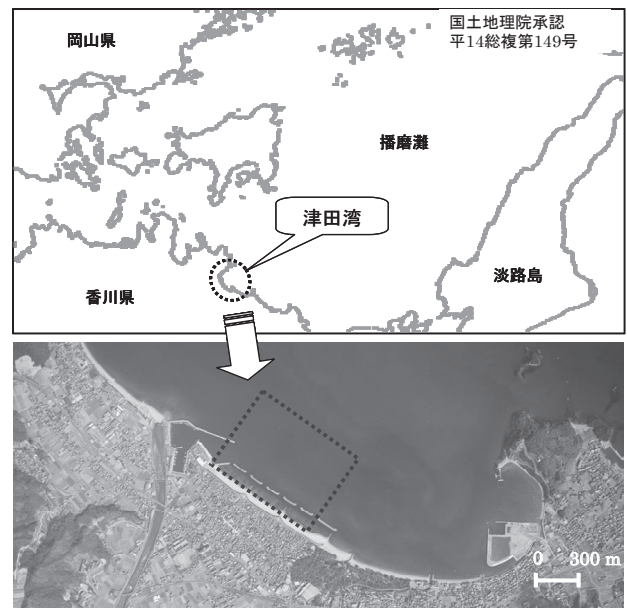 国土地理院承認
平14総複第149号
岡山県
播磨灘
津田湾
淡路島
香川県
0 300 m